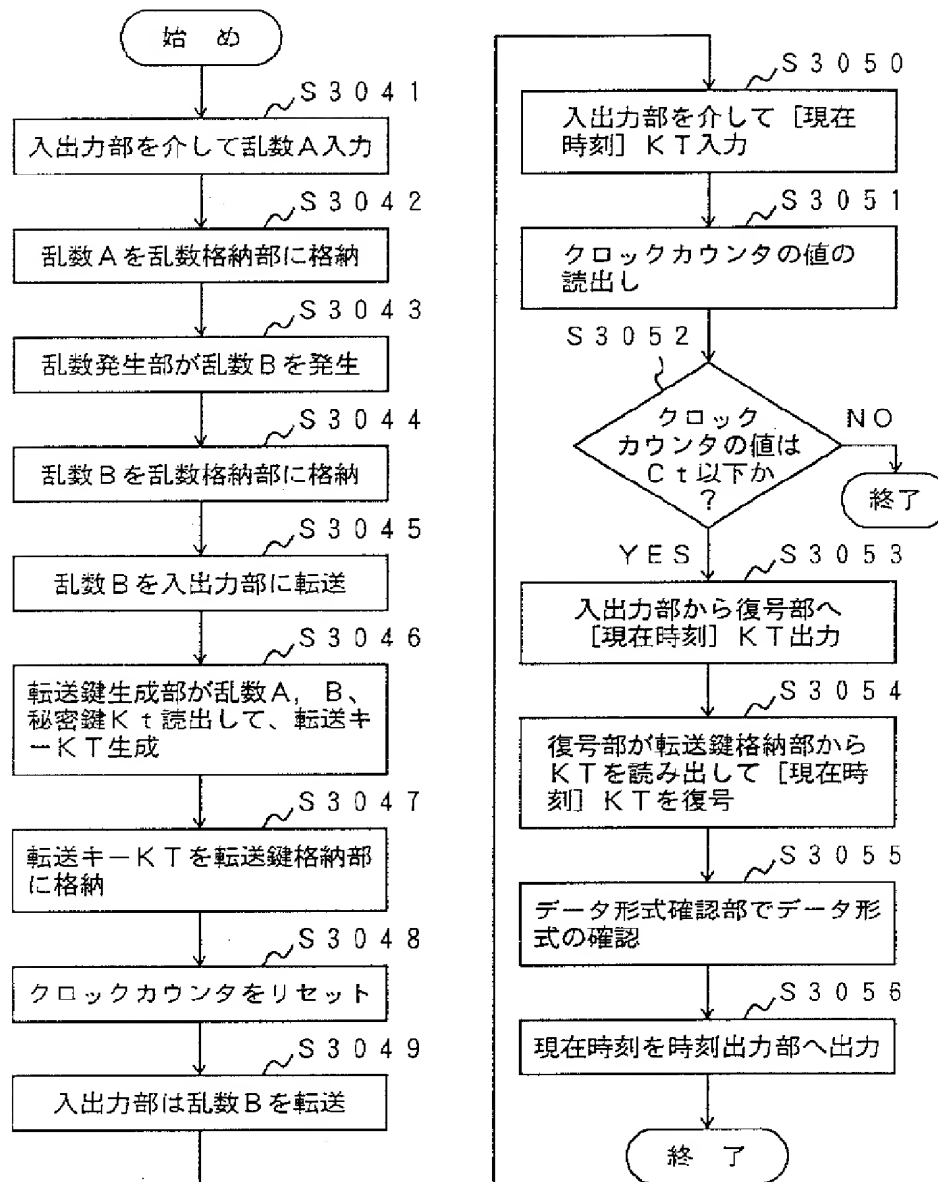 始 め
S3041
入出力部を介して乱数A入力
S3042
乱数Aを乱数格納部に格納
S3043
乱数発生部が乱数Bを発生
S3044
乱数Bを乱数格納部に格納
S3045
乱数Bを入出力部に転送
S3046
転送鍵生成部が乱数A, B、
秘密鍵Kt読出して、転送キ
ーKT生成
S3047
転送キーKTを転送鍵格納部
に格納
S3048
クロックカウンタをリセット
S3049
入出力部は乱数Bを転送
S3050
入出力部を介して[現在
時刻]KT入力
S3051
クロックカウンタの値の
読出し
S3052
クロック
カウンタの値は
Ct以下か
?
NO
終了
YES
S3053
入出力部から復号部へ
[現在時刻]KT出力
S3054
復号部が転送鍵格納部から
KTを読み出して[現在時
刻]KTを復号
S3055
データ形式確認部でデータ形
式の確認
S3056
現在時刻を時刻出力部へ出力
終 了